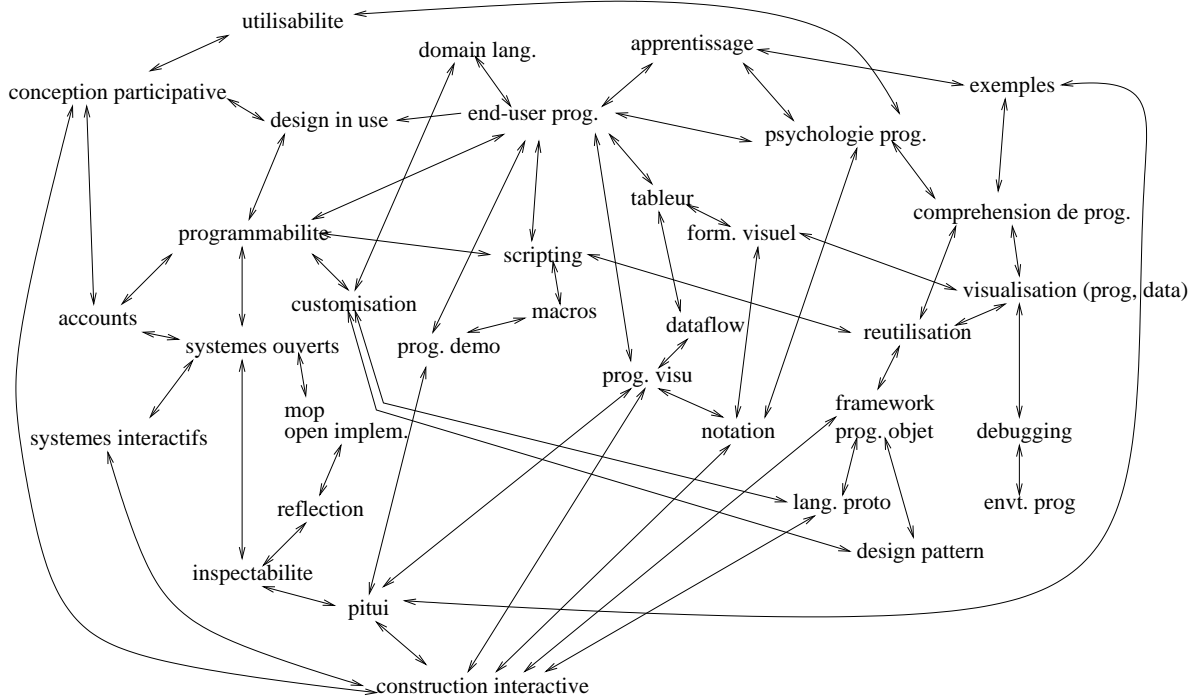 utilisabilite
domain lang.
apprentissage
exemples
conception participative
design in use
end-user prog.
psychologie prog.
tableur
comprehension de prog.
programmabilite
form. visuel
scripting
customisation
visualisation (prog, data)
accounts
macros
dataflow
reutilisation
systemes ouverts
prog. demo
prog. visu
mop
open implem.
framework
prog. objet
systemes interactifs
notation
debugging
reflection
lang. proto
envt. prog
design pattern
inspectabilite
pitui
construction interactive